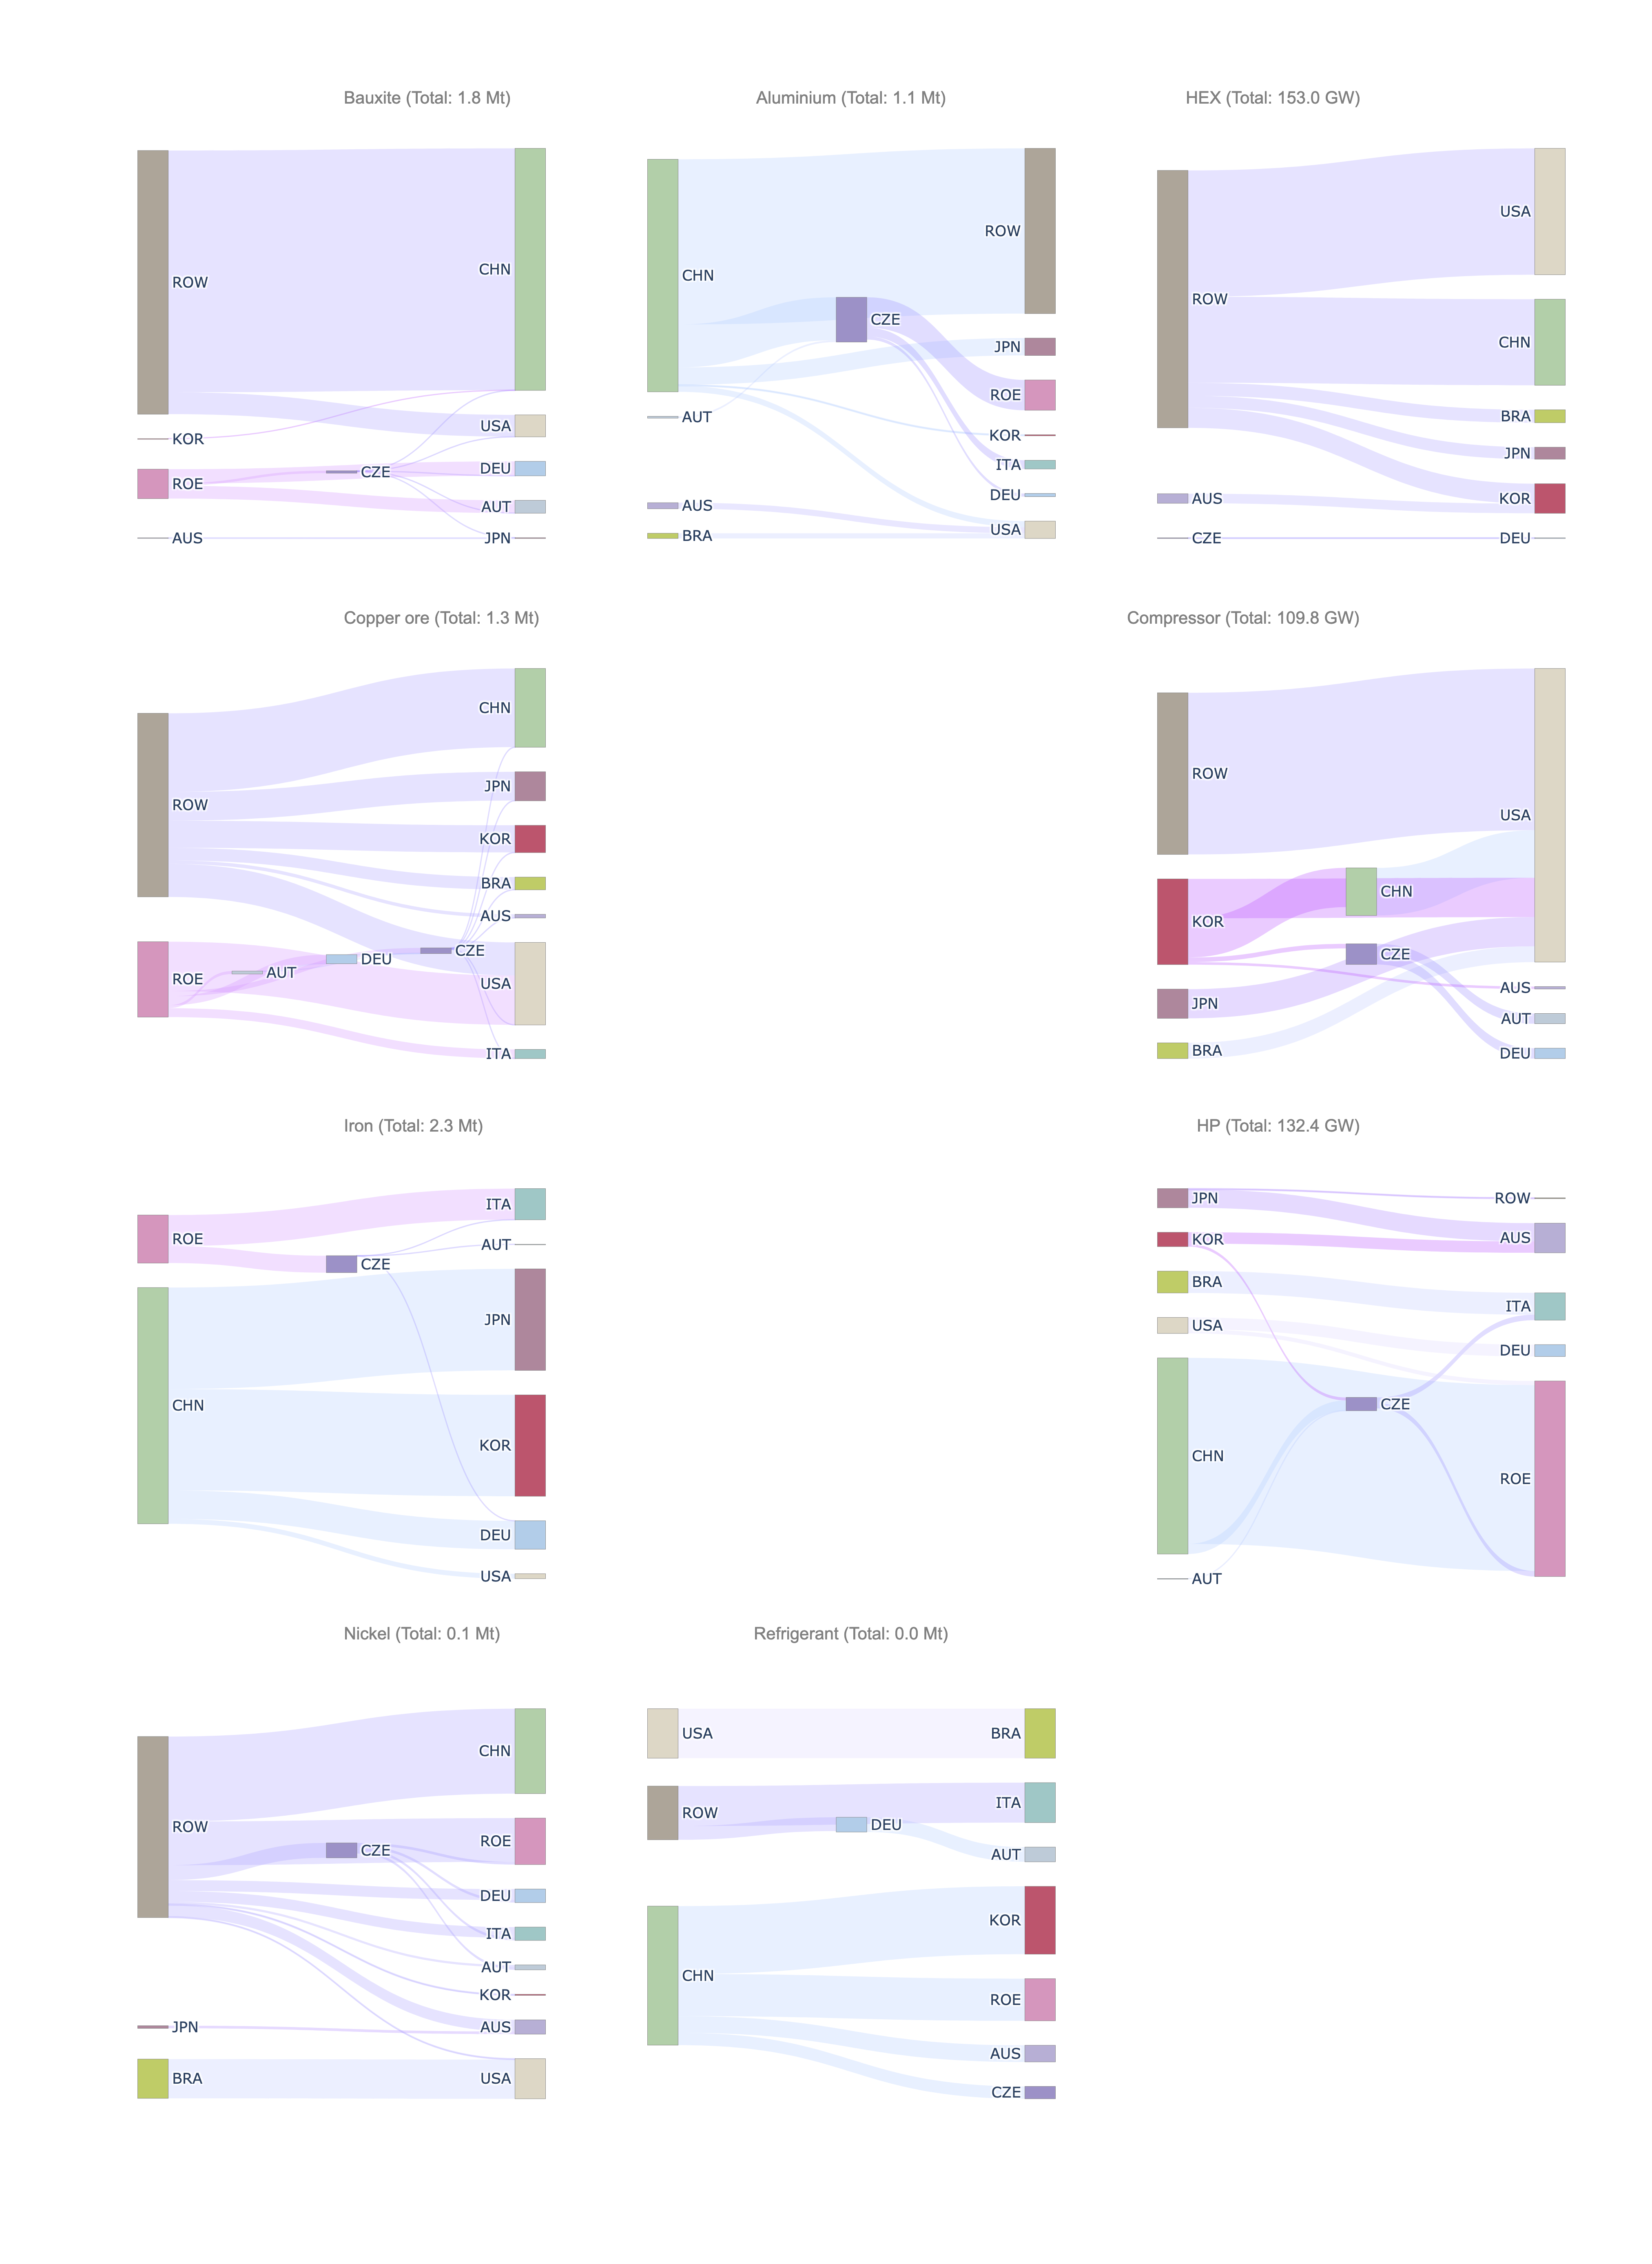 Bauxite (Total: 1.8 Mt)
ROW
KOR
ROE
AUS
CZE
CHN
USA
DEU
AUT
JPN
Aluminium (Total: 1.1 Mt)
CHN
AUT
AUS
BRA
CZE
ROW
JPN
ROE
KOR
ITA
DEU
USA
HEX (Total: 153.0 GW)
ROW
AUS
CZE
USA
CHN
BRA
JPN
KOR
DEU
Copper ore (Total: 1.3 Mt)
ROW
ROE
AUT
DEU
CZE
CHN
JPN
KOR
BRA
AUS
USA
ITA
Compressor (Total: 109.8 GW)
ROW
KOR
JPN
BRA
CHN
CZE
USA
AUS
AUT
DEU
Iron (Total: 2.3 Mt)
ROE
CHN
CZE
ITA
AUT
JPN
KOR
DEU
USA
HP (Total: 132.4 GW)
JPN
KOR
BRA
USA
CHN
AUT
CZE
ROW
AUS
ITA
DEU
ROE
Nickel (Total: 0.1 Mt)
ROW
JPN
BRA
CZE
CHN
ROE
DEU
ITA
AUT
KOR
AUS
USA
Refrigerant (Total: 0.0 Mt)
USA
ROW
CHN
DEU
BRA
ITA
AUT
KOR
ROE
AUS
CZE